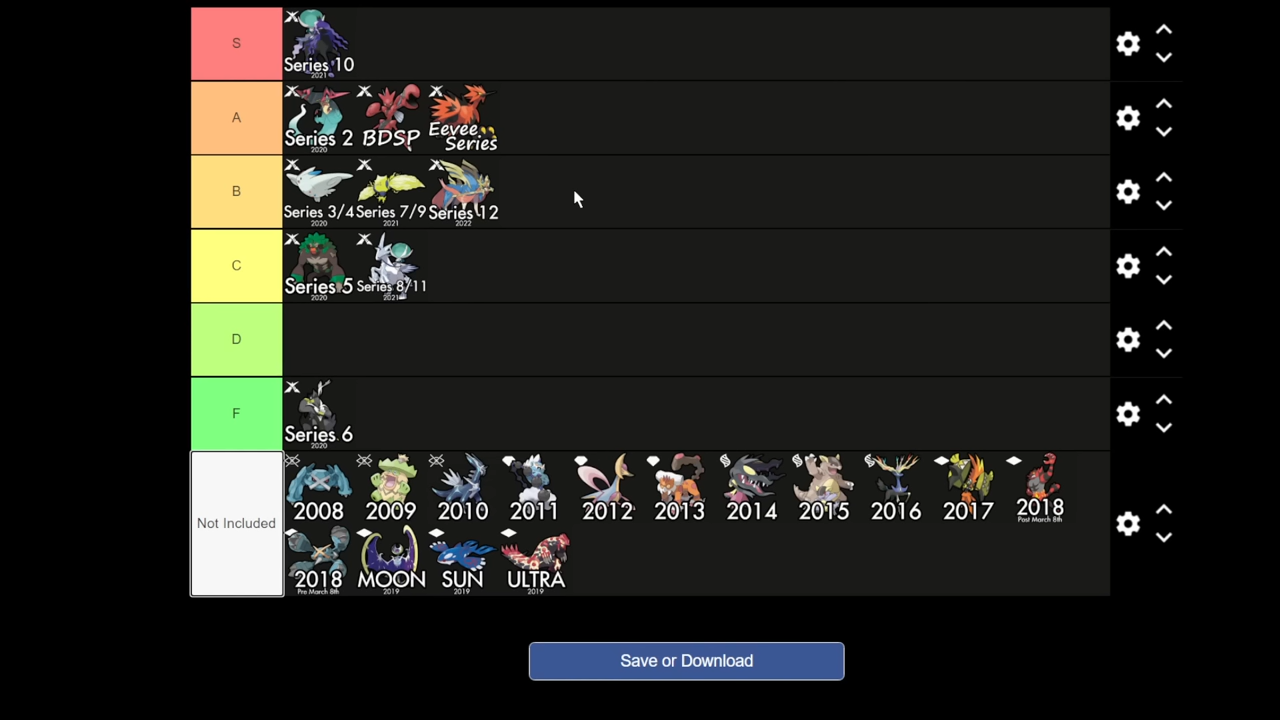 S
Series 10
2021
A
Series 2
2020
BDSP
Eevee
Series
B
Series 3/4
2020
Series 7/9
2021
Series 12
2022
C
Series 5
2020
Series 8/11
2021
D
F
Series 6
2020
Not Included
2008
2009
2010
2011
2012
2013
2014
2015
2016
2017
2018
Post March 8th
2018
Pre March 8th
MOON
2019
SUN
2019
ULTRA
2019
Save or Download